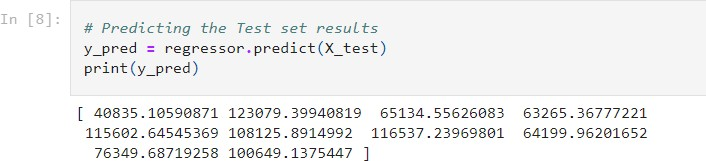 In [8]:
# Predicting the Test set results
y_pred = regressor.predict(X_test)
print(y_pred)
[ 40835.10590871 123079.39940819 65134.55626083 63265.36777221
115602.64545369 108125.8914992 116537.23969801 64199.96201652
76349.68719258 100649.1375447 ]